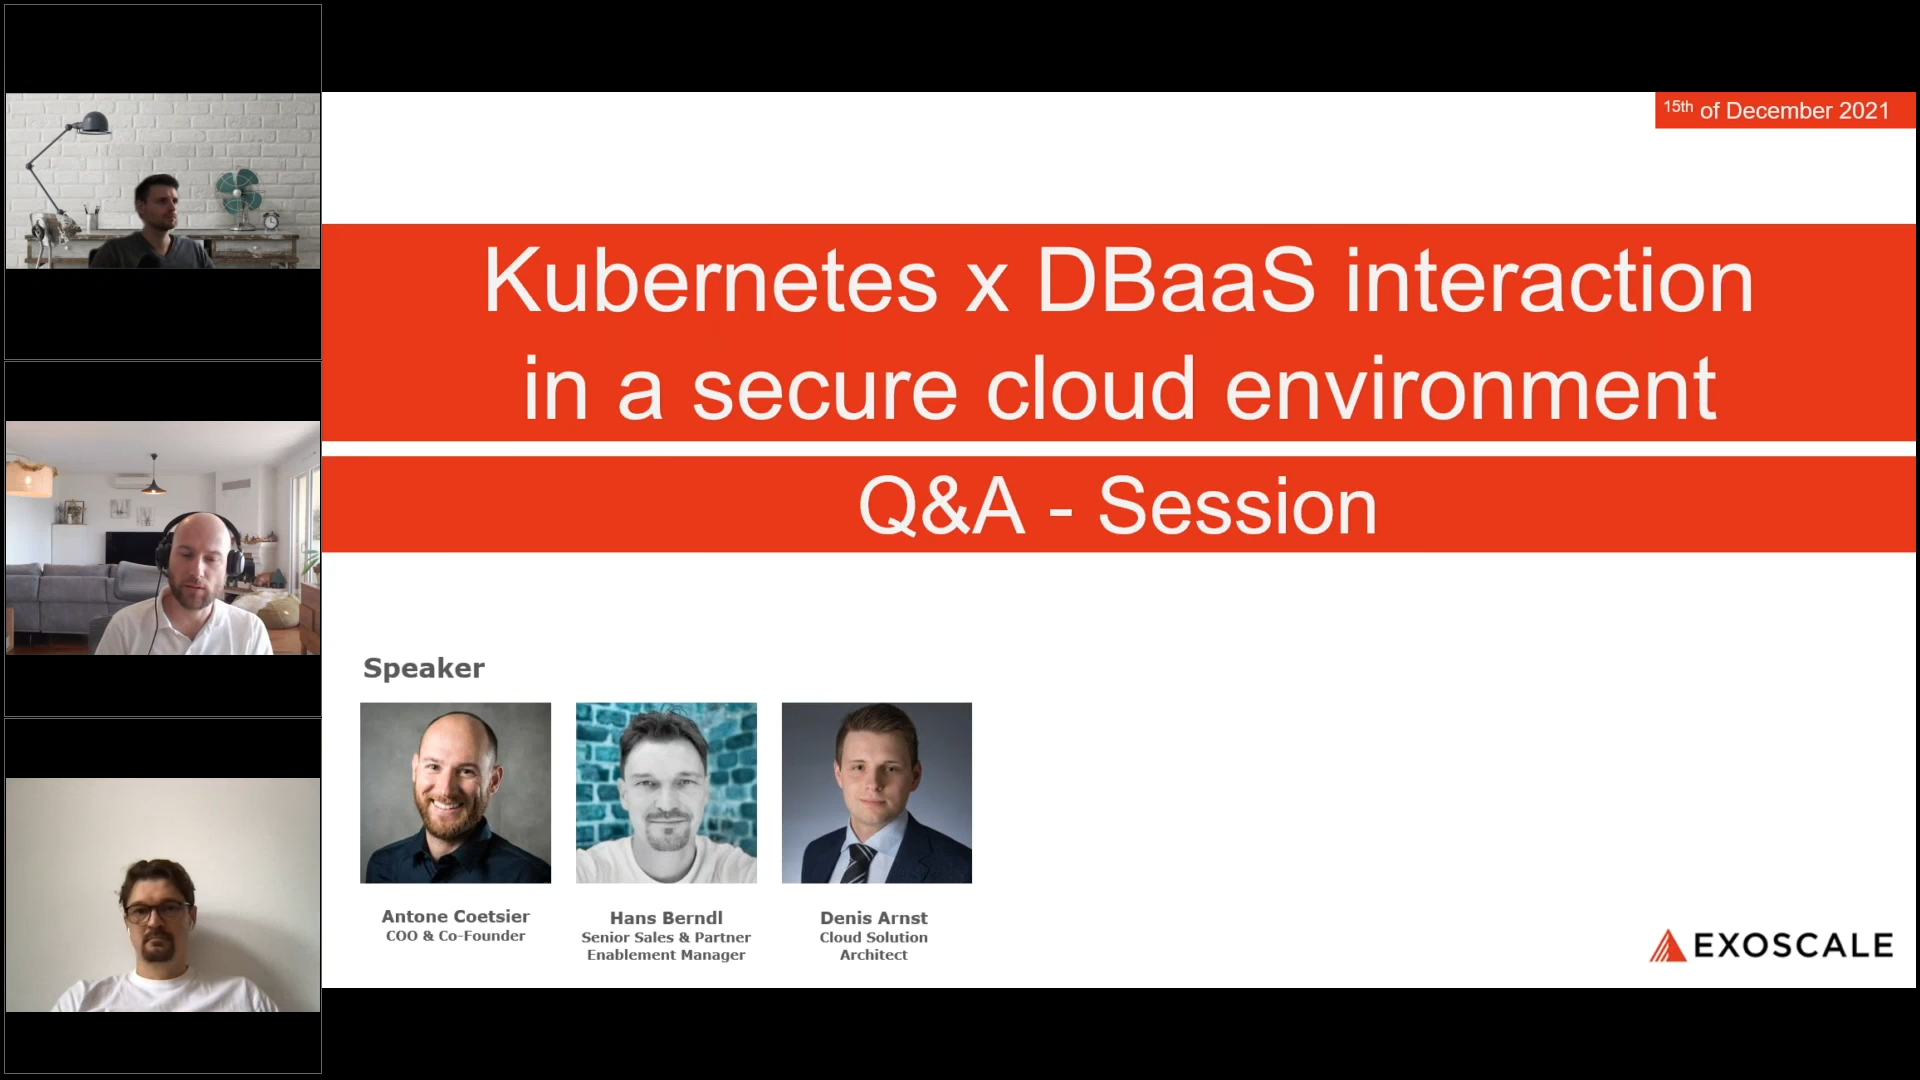 15th of December 2021
Kubernetes x DBaaS interaction
in a secure cloud environment
Q&A - Session
Speaker
Antone Coetsier
COO & Co-Founder
Hans Berndl
Senior Sales & Partner
Enablement Manager
Denis Arnst
Cloud Solution
Architect
EXOSCALE